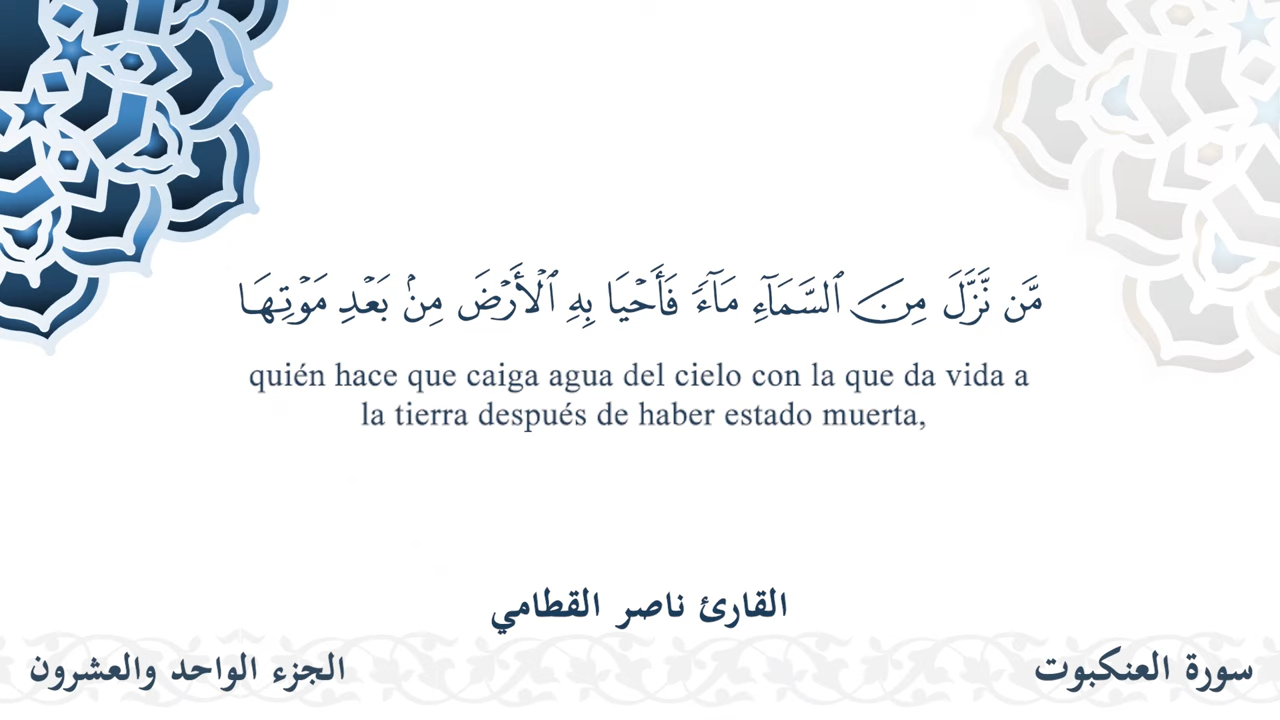 مَّن نَّزَّلَ مِنَ ٱلسَّمَآءِ مَآءٗ فَأَحۡيَا بِهِ ٱلۡأَرۡضَ مِنۢ بَعۡدِ مَوۡتِهَا
quién hace que caiga agua del cielo con la que da vida a
la tierra después de haber estado muerta,
القارئ ناصر القطامي
سورة العنكبوت
الجزء الواحد والعشرون